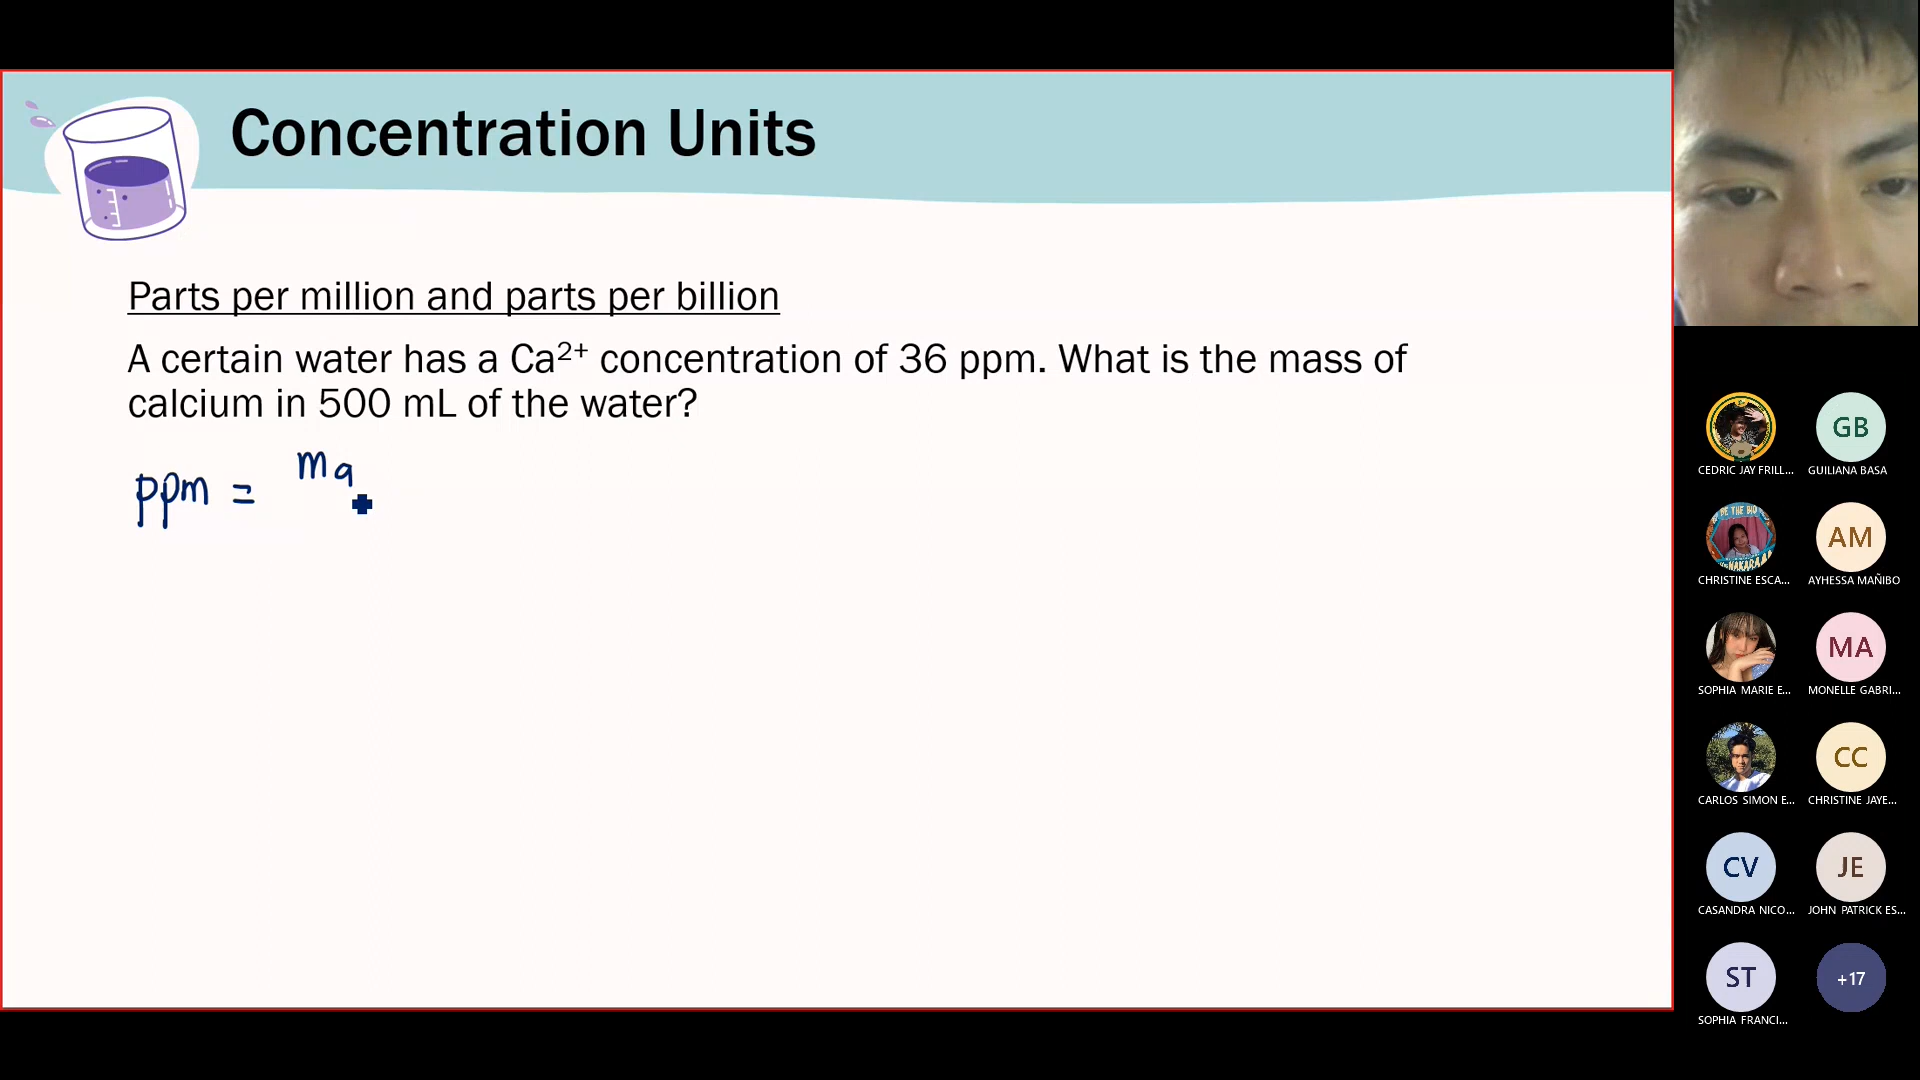 Concentration Units
Parts per million and parts per billion
A certain water has a Ca²⁺ concentration of 36 ppm. What is the mass of
calcium in 500 mL of the water?
ppm = ma
CEDRIC JAY FRILL...
GB
GUILIANA BASA
CHRISTINE ESCA...
AM
AYHESSA MAÑIBO
SOPHIA MARIE E...
MA
MONELLE GABRI...
CARLOS SIMON E...
CC
CHRISTINE JAYE...
CV
CASANDRA NICO...
JE
JOHN PATRICK ES...
ST
SOPHIA FRANCI...
+17